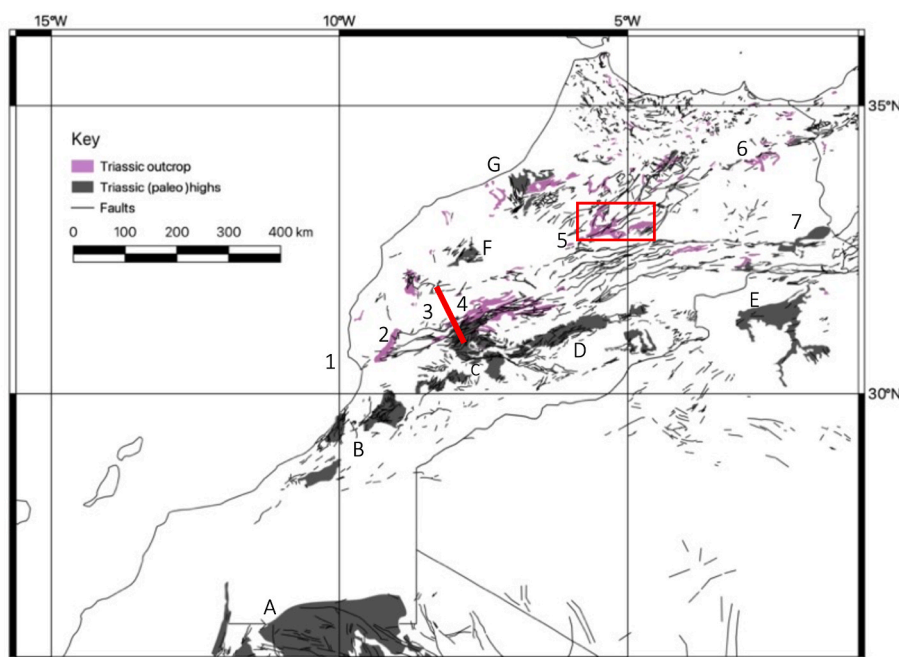 15°W 10°W 5°W
35°N
Key
Triassic outcrop
Triassic (paleo )highs
Faults
0 100 200 300 400 km
G
6
5
7
F
3 4
E
2
1
D
c
30°N
B
A